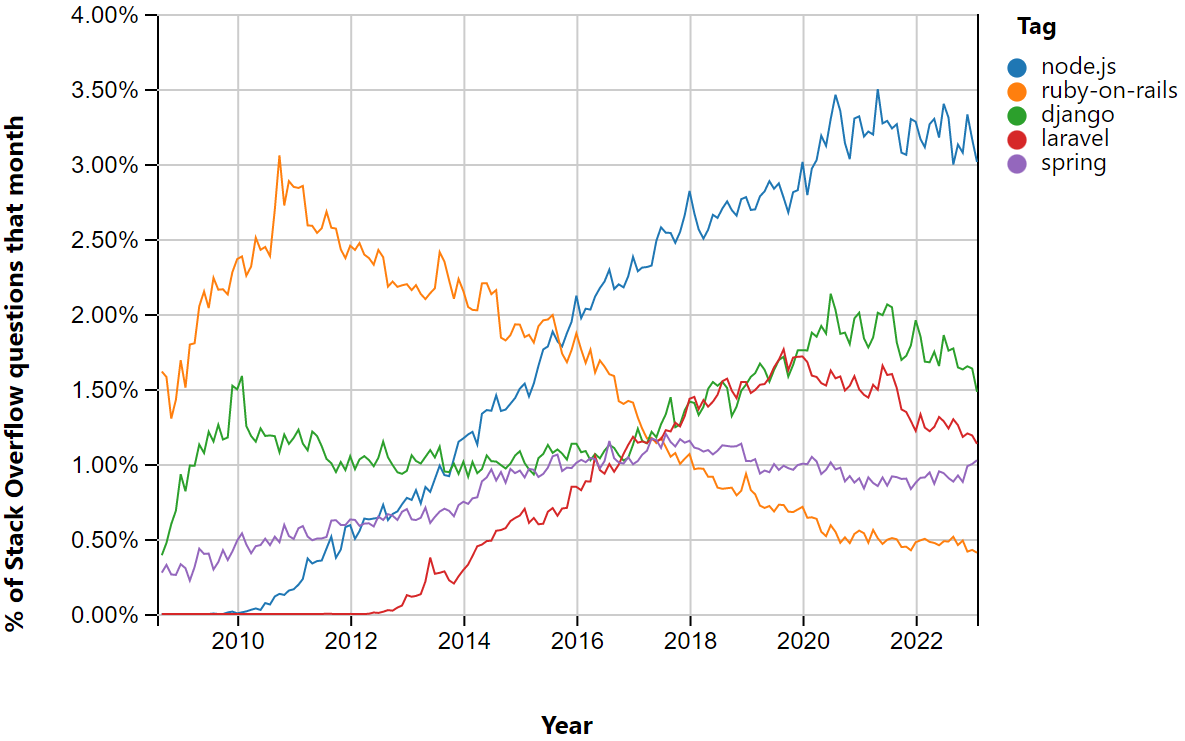 4.00%
3.50%
3.00%
2.50%
2.00%
1.50%
1.00%
0.50%
0.00%
% of Stack Overflow questions that month
2010 2012 2014 2016 2018 2020 2022
Year
Tag
node.js
ruby-on-rails
django
laravel
spring